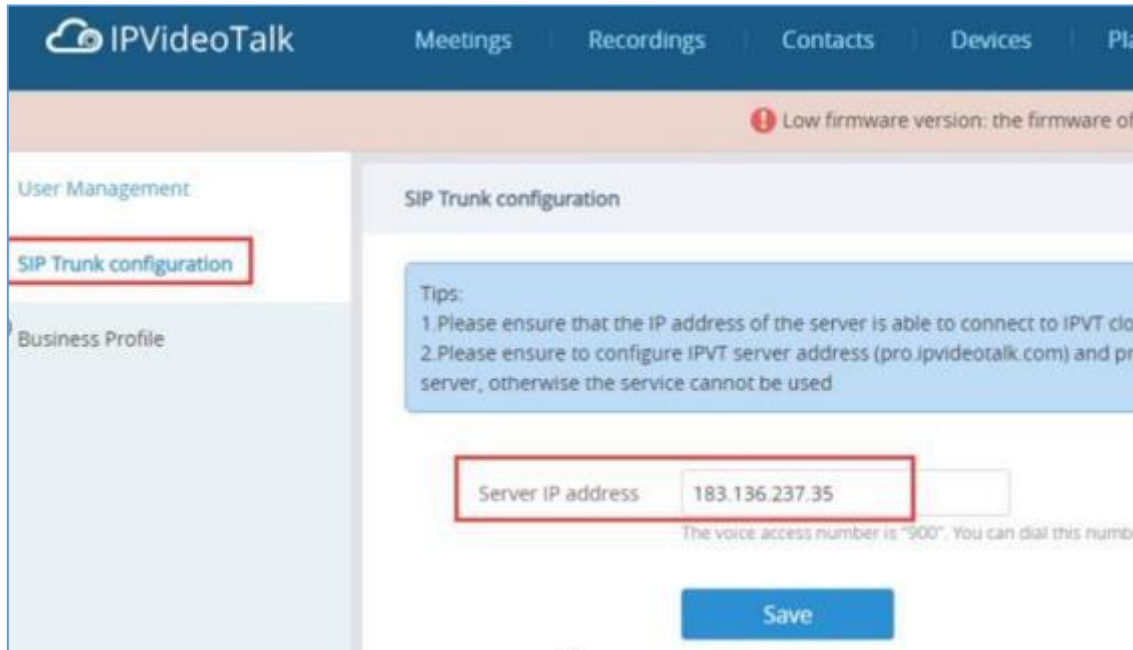 IPVideoTalk Meetings Recordings Contacts Devices
Low firmware version: the firmware of
User Management
SIP Trunk configuration
SIP Trunk configuration
Business Profile
Tips:
1.Please ensure that the IP address of the server is able to connect to IPVT clo
2.Please ensure to configure IPVT server address (pro.ipvideotalk.com) and pr
server, otherwise the service cannot be used
Server IP address 183.136.237.35
The voice access number is "900". You can dial this numb
Save